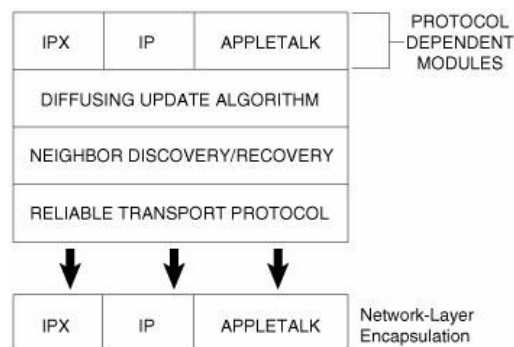 IPX IP APPLETALK
PROTOCOL
DEPENDENT
MODULES
DIFFUSING UPDATE ALGORITHM
NEIGHBOR DISCOVERY/RECOVERY
RELIABLE TRANSPORT PROTOCOL
IPX IP APPLETALK
Network-Layer
Encapsulation